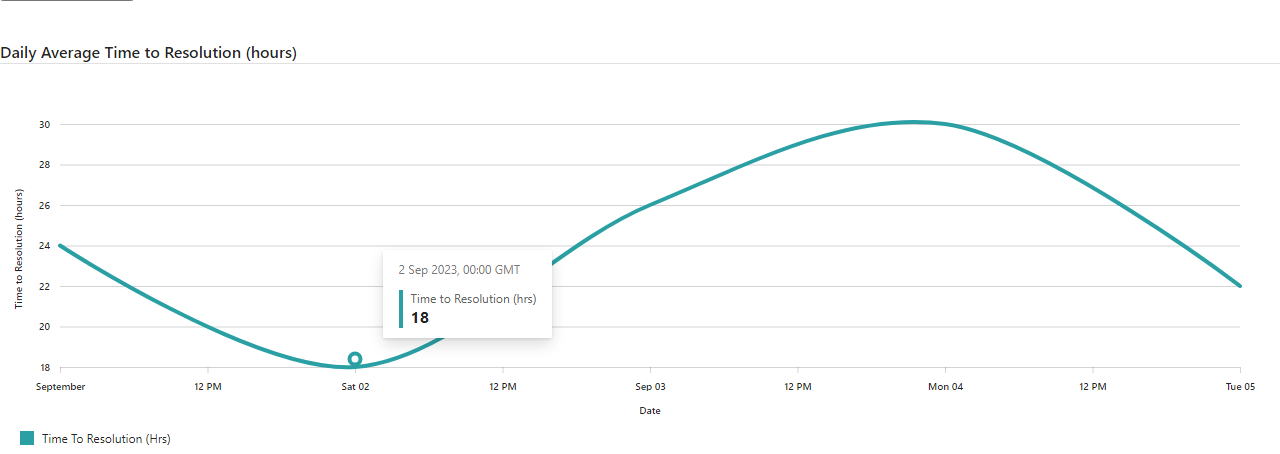 Daily Average Time to Resolution (hours)
30
28
26
24
22
20
18
Time to Resolution (hours)
2 Sep 2023, 00:00 GMT
Time to Resolution (hrs)
18
September 12 PM Sat 02 12 PM Sep 03 12 PM Mon 04 12 PM Tue 05
Date
Time To Resolution (Hrs)